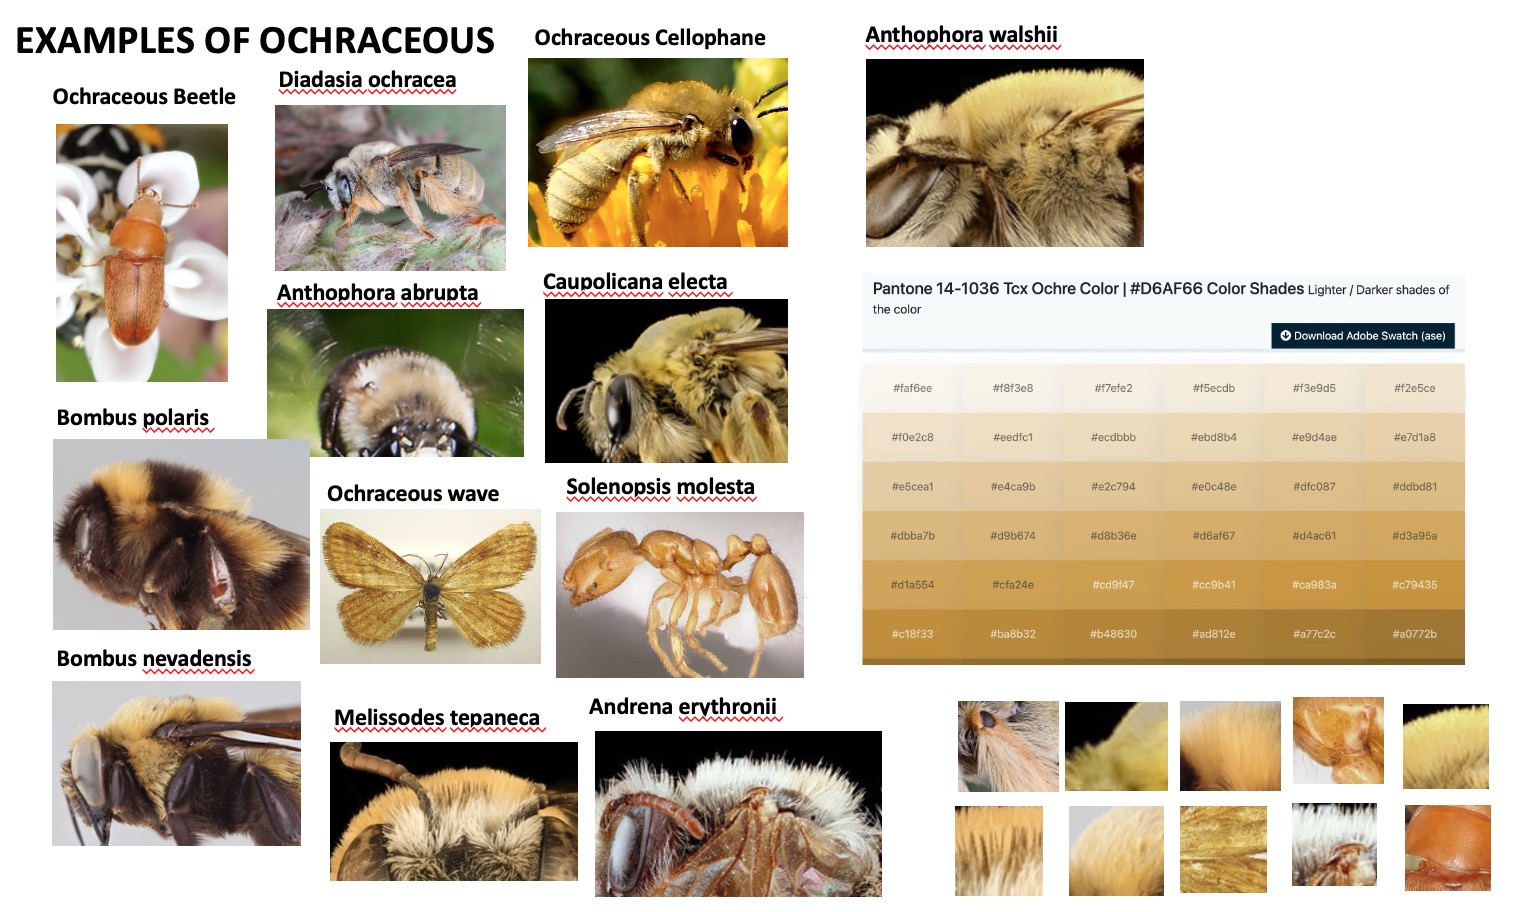 EXAMPLES OF OCHRACEOUS
Ochraceous Beetle
Diadasia ochracea
Ochraceous Cellophane
Anthophora walshii
Anthophora abrupta
Caupolicana electa
Bombus polaris
Ochraceous wave
Solenopsis molesta
Bombus nevadensis
Melissodes tepaneca
Andrena erythronii
Pantone 14-1036 Tcx Ochre Color | #D6AF66 Color Shades Lighter / Darker shades of
the color
Download Adobe Swatch (ase)
#faf6ee #f8f3e8 #f7efe2 #f5ecdb #f3e9d5 #f2e5ce
#f0e2c8 #eedfc1 #ecdbbb #ebd8b4 #e9d4ae #e7d1a8
#e5cea1 #e4ca9b #e2c794 #e0c48e #dfc087 #ddbd81
#dbba7b #d9b674 #d8b36e #d6af67 #d4ac61 #d3a95a
#d1a554 #cfa24e #cd9f47 #cc9b41 #ca983a #c79435
#c18f33 #ba8b32 #b48630 #ad812e #a77c2c #a0772b